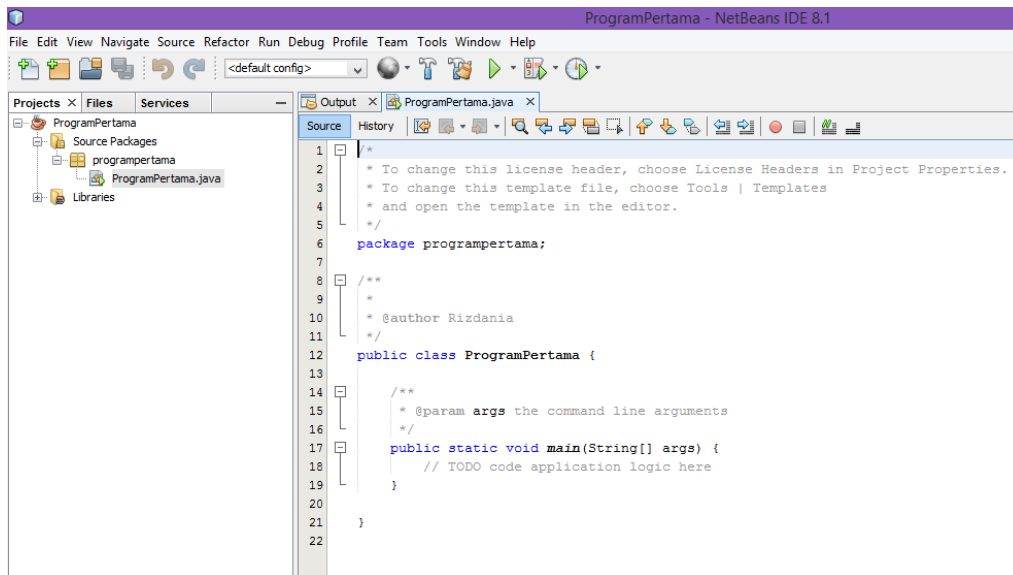 ProgramPertama - NetBeans IDE 8.1
File Edit View Navigate Source Refactor Run Debug Profile Team Tools Window Help
<default config>
Projects × Files Services
Output × ProgramPertama.java ×
ProgramPertama
Source Packages
programpertama
ProgramPertama.java
Libraries
Source History
1 /*
2 * To change this license header, choose License Headers in Project Properties.
3 * To change this template file, choose Tools | Templates
4 * and open the template in the editor.
5 */
6 package programpertama;
7
8 /**
9 *
10 * @author Rizdania
11 */
12 public class ProgramPertama {
13
14 /**
15 * @param args the command line arguments
16 */
17 public static void main(String[] args) {
18 // TODO code application logic here
19 }
20
21 }
22